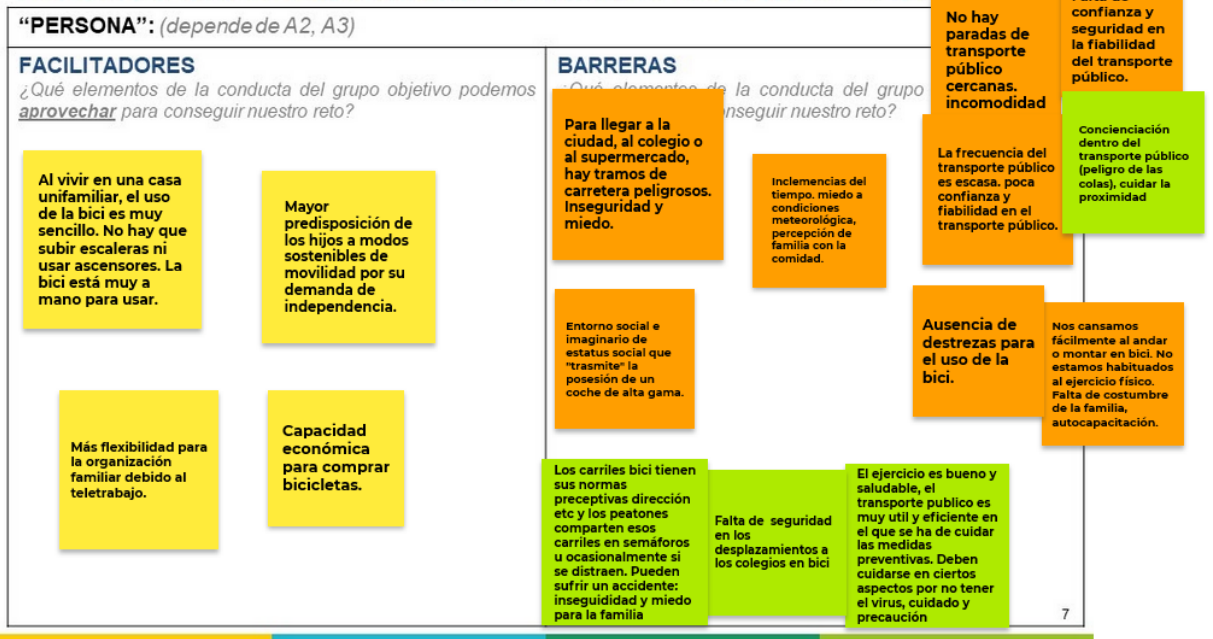 "PERSONA": (depende de A2, A3)
FACILITADORES
¿Qué elementos de la conducta del grupo objetivo podemos
aprovechar para conseguir nuestro reto?
Al vivir en una casa
unifamiliar, el uso
de la bici es muy
sencillo. No hay que
subir escaleras ni
usar ascensores. La
bici está muy a
mano para usar.
Mayor
predisposición de
los hijos a modos
sostenibles de
movilidad por su
demanda de
independencia.
Más flexibilidad para
la organización
familiar debido al
teletrabajo.
Capacidad
económica
para comprar
bicicletas.
BARRERAS
de la conducta del grupo
nseguir nuestro reto?
Para llegar a la
ciudad, al colegio o
al supermercado,
hay tramos de
carretera peligrosos.
Inseguridad y
miedo.
Inclemencias del
tiempo. miedo a
condiciones
meteorológica,
percepción de
familia con la
comidad.
No hay
paradas de
transporte
público
cercanas.
incomodidad
confianza y
seguridad en
la fiabilidad
del transporte
público.
La frecuencia del
transporte público
es escasa. poca
confianza y
fiabilidad en el
transporte público.
Concienciación
dentro del
transporte público
(peligro de las
colas), cuidar la
proximidad
Entorno social e
imaginario de
estatus social que
"trasmite" la
posesión de un
coche de alta gama.
Ausencia de
destrezas para
el uso de la
bici.
Nos cansamos
fácilmente al andar
o montar en bici. No
estamos habituados
al ejercicio físico.
Falta de costumbre
de la familia,
autocapacitación.
Los carriles bici tienen
sus normas
preceptivas dirección
etc y los peatones
comparten esos
carriles en semáforos
u ocasionalmente si
se distraen. Pueden
sufrir un accidente:
inseguididad y miedo
para la familia
Falta de seguridad
en los
desplazamientos a
los colegios en bici
El ejercicio es bueno y
saludable, el
transporte publico es
muy util y eficiente en
el que se ha de cuidar
las medidas
preventivas. Deben
cuidarse en ciertos
aspectos por no tener
el virus, cuidado y
precaución
7